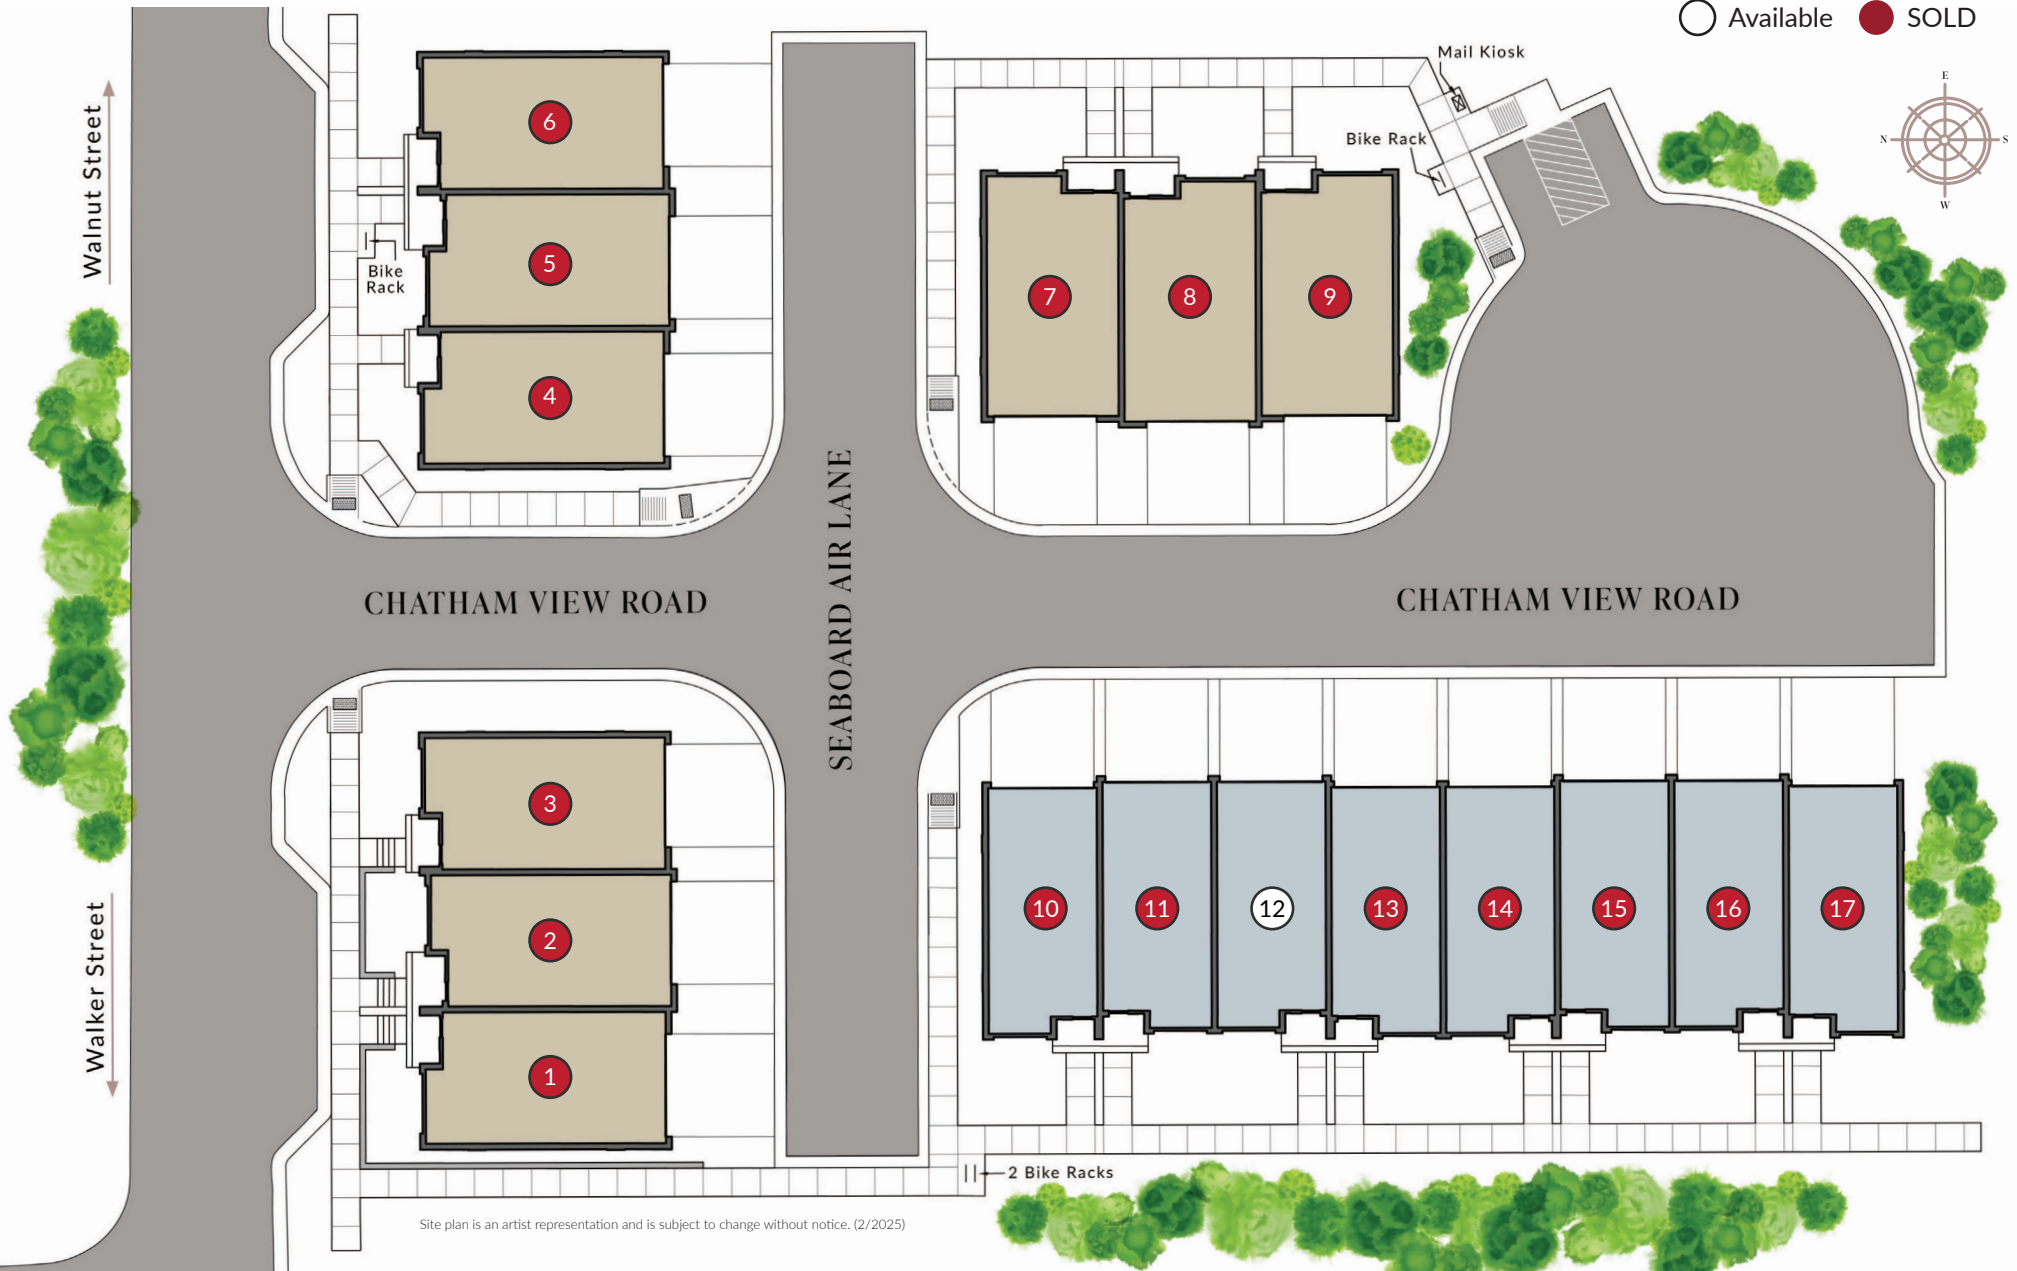 Available
SOLD
Mail Kiosk
E
N
S
W
Bike Rack
Walnut Street
6
5
4
Bike
Rack
7
8
9
CHATHAM VIEW ROAD
SEABOARD AIR LANE
CHATHAM VIEW ROAD
3
2
1
10
11
12
13
14
15
16
17
Walker Street
2 Bike Racks
Site plan is an artist representation and is subject to change without notice. (2/2025)